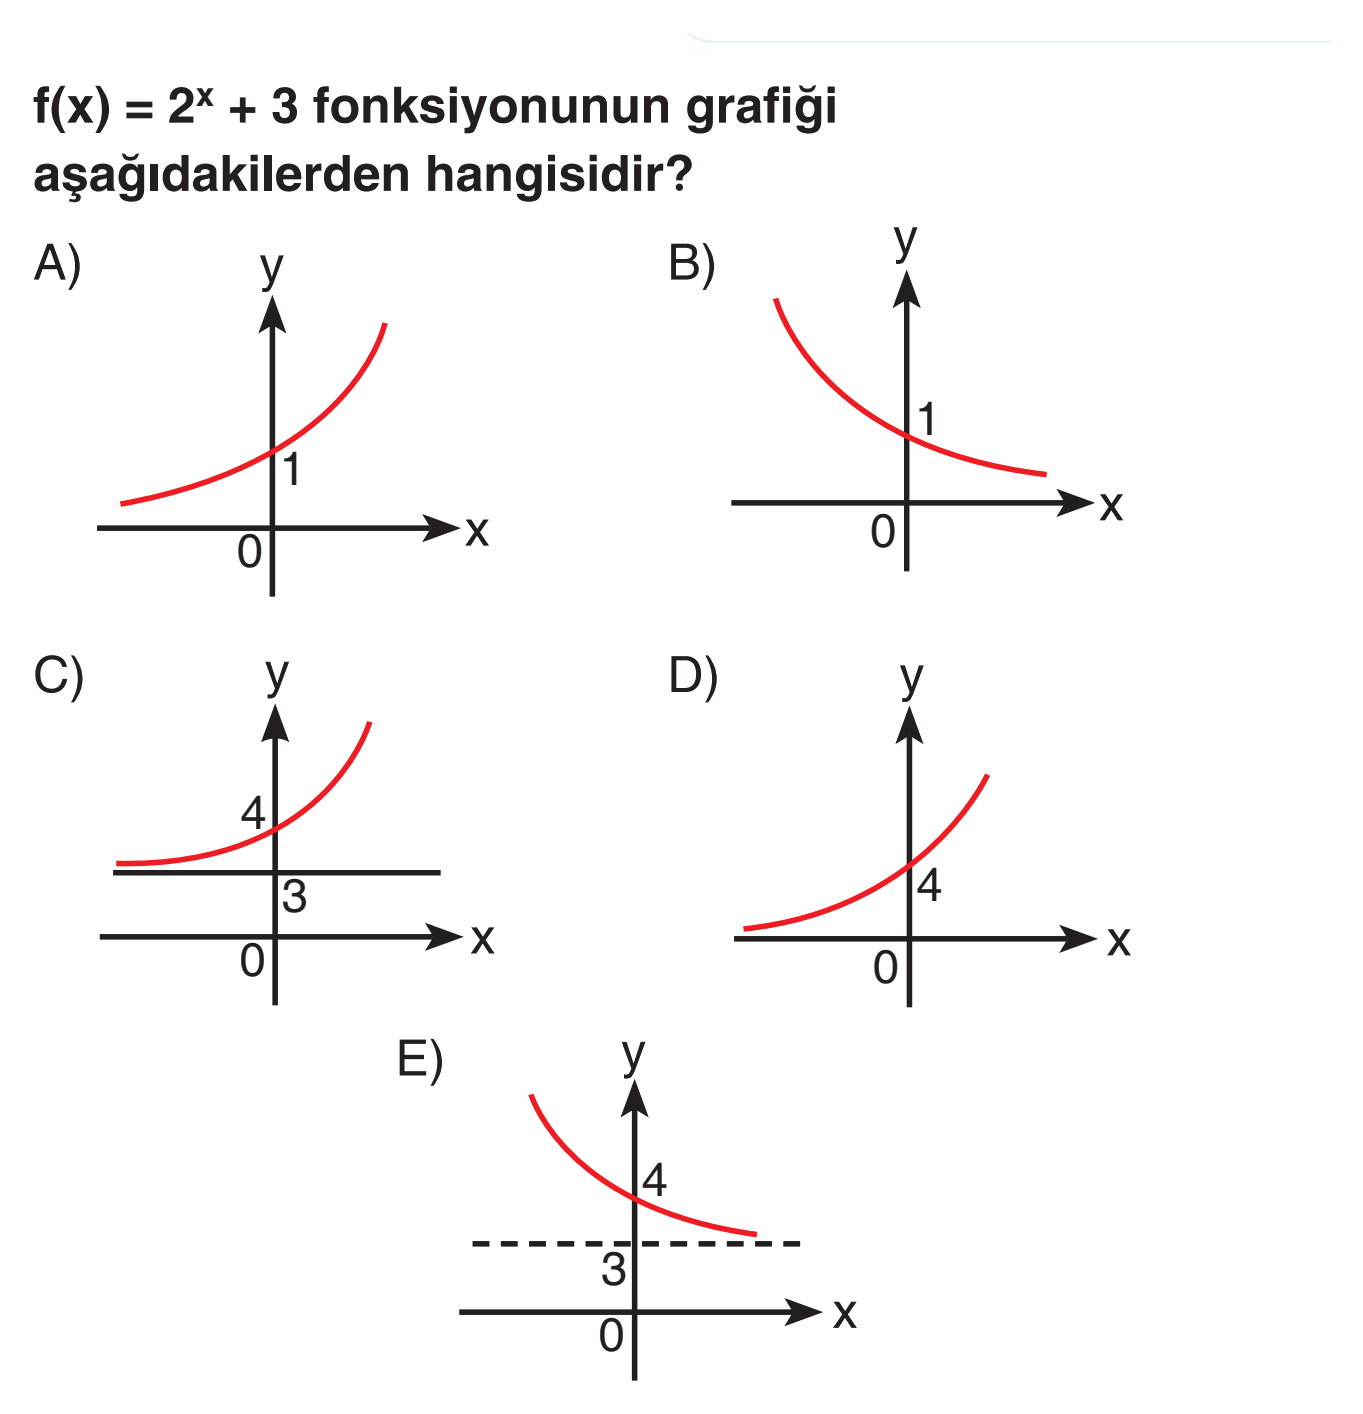 f(x) = 2ˣ + 3 fonksiyonunun grafiği
aşağıdakilerden hangisidir?
A)
y
1
0
x
B)
y
1
0
x
C)
y
4
3
0
x
D)
y
4
0
x
E)
y
4
3
0
x